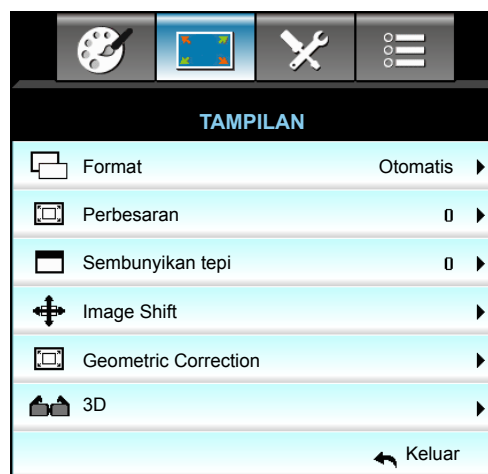 TAMPILAN
Format Otomatis
Perbesaran 0
Sembunyikan tepi 0
Image Shift
Geometric Correction
3D
Keluar